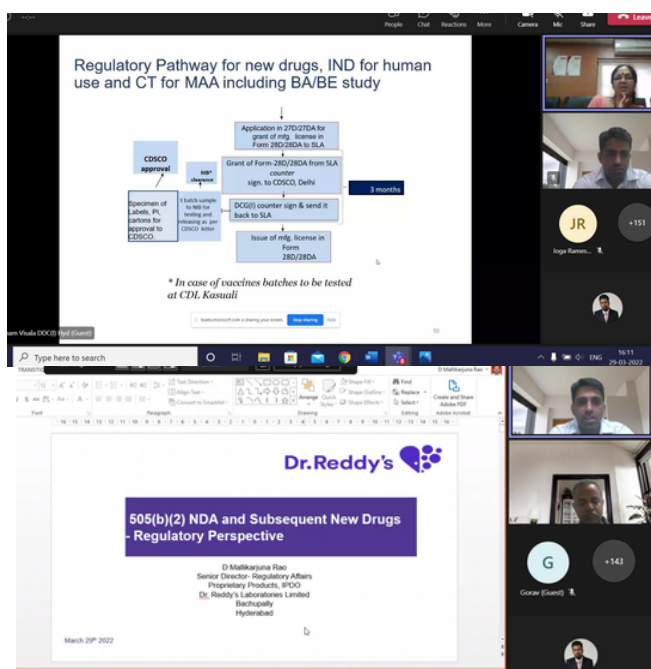 People
Chat
Reactions
More
Camera
Mic
Share
Leave
Regulatory Pathway for new drugs, IND for human
use and CT for MAA including BA/BE study
Application in 27D/27DA for
grant of mfg. license in
Form 28D/28DA to SLA
CDSCO
approval
NIB*
clearance
Grant of Form-28D/28DA from SLA
counter
sign. to CDSCO, Delhi
3 months
Specimen of
Labels, PI,
cartons for
approval to
CDSCO.
3 batch sample
to NIB for
testing and
releasing as per
CDSCO letter
DCG(I) counter sign & send it
back to SLA
Issue of mfg. license in
Form
28D/28DA
* In case of vaccines batches to be tested
at CDL Kasuali
teams.microsoft.com is sharing your screen.
Stop sharing
Hide
Visala DDC(I) Hyd (Guest)
JR
Joga Rames...
+151
Type here to search
ENG
16:11
29-03-2022
D Mallikarjuna Rao
Text Direction
Align Text
Convert to SmartArt
Arrange
Quick
Styles
Shape Fill
Shape Outline
Shape Effects
Find
Replace
Select
Create and Share
Adobe PDF
Font
Paragraph
Drawing
Editing
Adobe Acrobat
Dr.Reddy's
505(b)(2) NDA and Subsequent New Drugs
- Regulatory Perspective
D Mallikarjuna Rao
Senior Director- Regulatory Affairs
Proprietary Products, IPDO
Dr. Reddy's Laboratories Limited
Bachupally
Hyderabad
March 29th 2022
G
Gorav (Guest)
+143